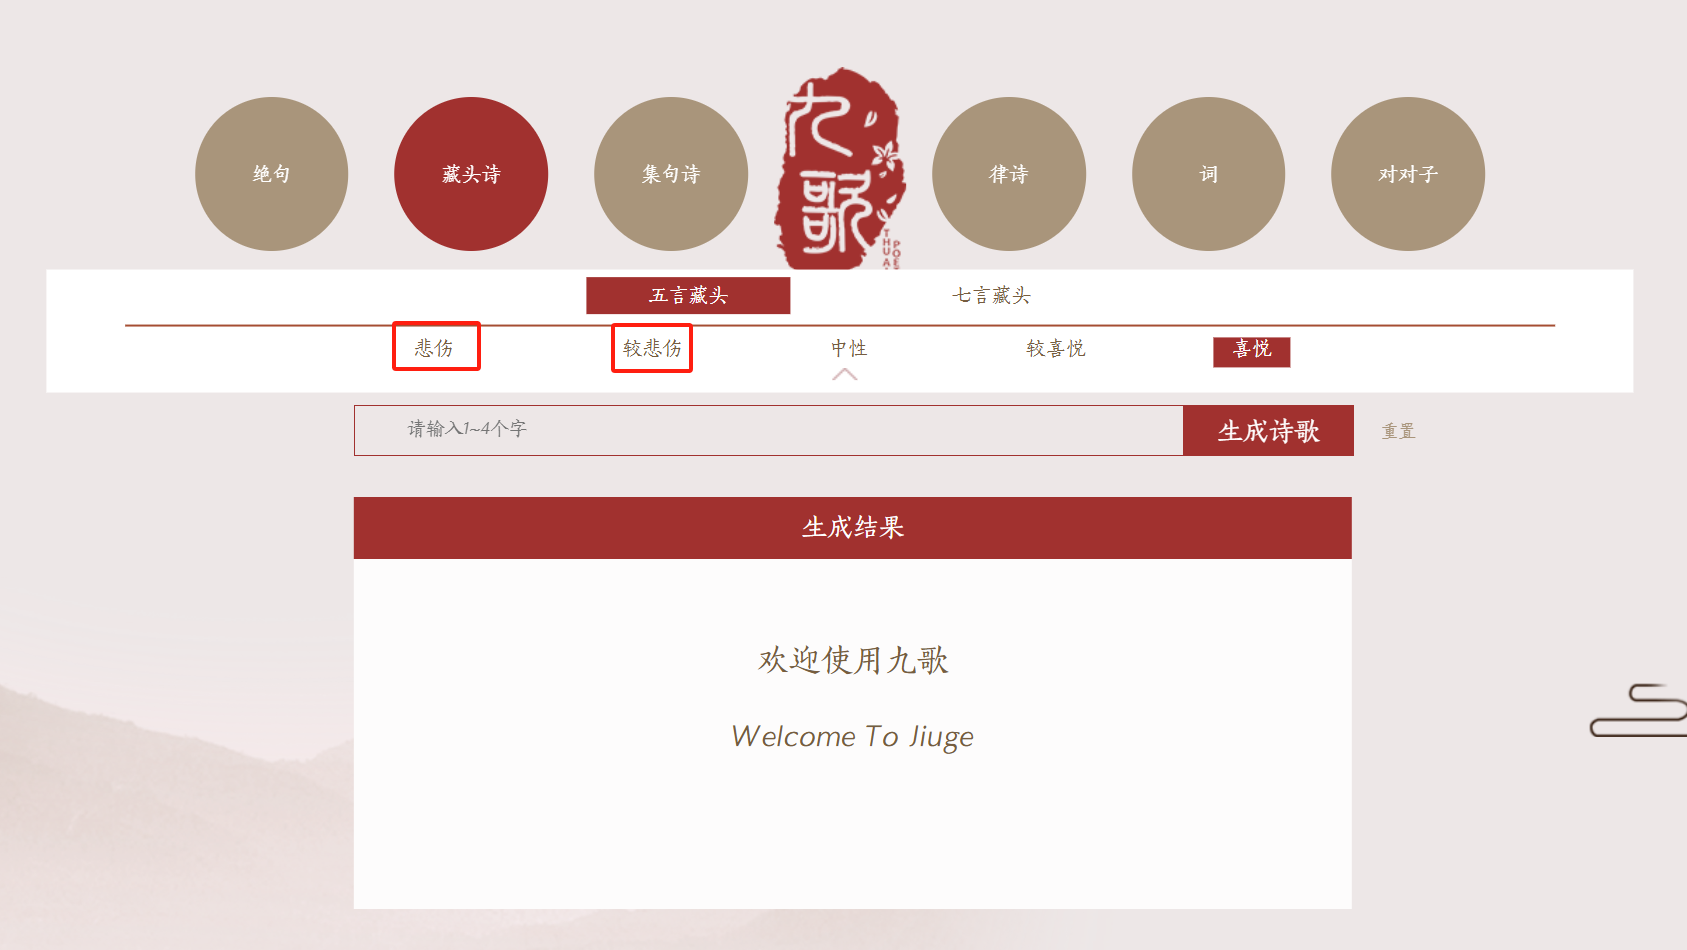 绝句
藏头诗
集句诗
九歌
律诗
词
对对子
五言藏头
七言藏头
悲伤
较悲伤
中性
较喜悦
喜悦
请输入1~4个字
生成诗歌
重置
生成结果
欢迎使用九歌
Welcome To Jiuge